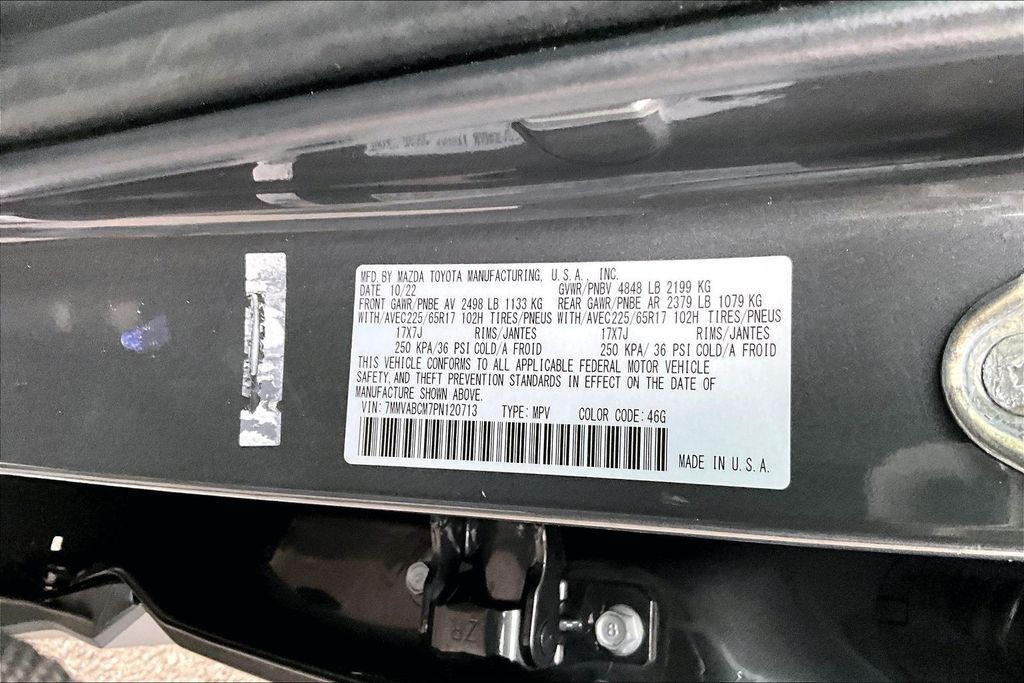 MFD. BY MAZDA TOYOTA MANUFACTURING, U.S.A., INC.
DATE 10/22 GVWR/PNBV 4848 LB 2199 KG
FRONT GAWR/PNBE AV 2498 LB 1133 KG REAR GAWR/PNBE AR 2379 LB 1079 KG
WITH/AVEC225/65R17 102H TIRES/PNEUS WITH/AVEC225/65R17 102H TIRES/PNEUS
17X7J RIMS/JANTES 17X7J RIMS/JANTES
250 KPA/36 PSI COLD/A FROID 250 KPA/36 PSI COLD/A FROID
THIS VEHICLE CONFORMS TO ALL APPLICABLE FEDERAL MOTOR VEHICLE
SAFETY, AND THEFT PREVENTION STANDARDS IN EFFECT ON THE DATE OF
MANUFACTURE SHOWN ABOVE.
VIN: 7MMVABCM7PN120713 TYPE: MPV COLOR CODE: 46G
MADE IN U.S.A.
8